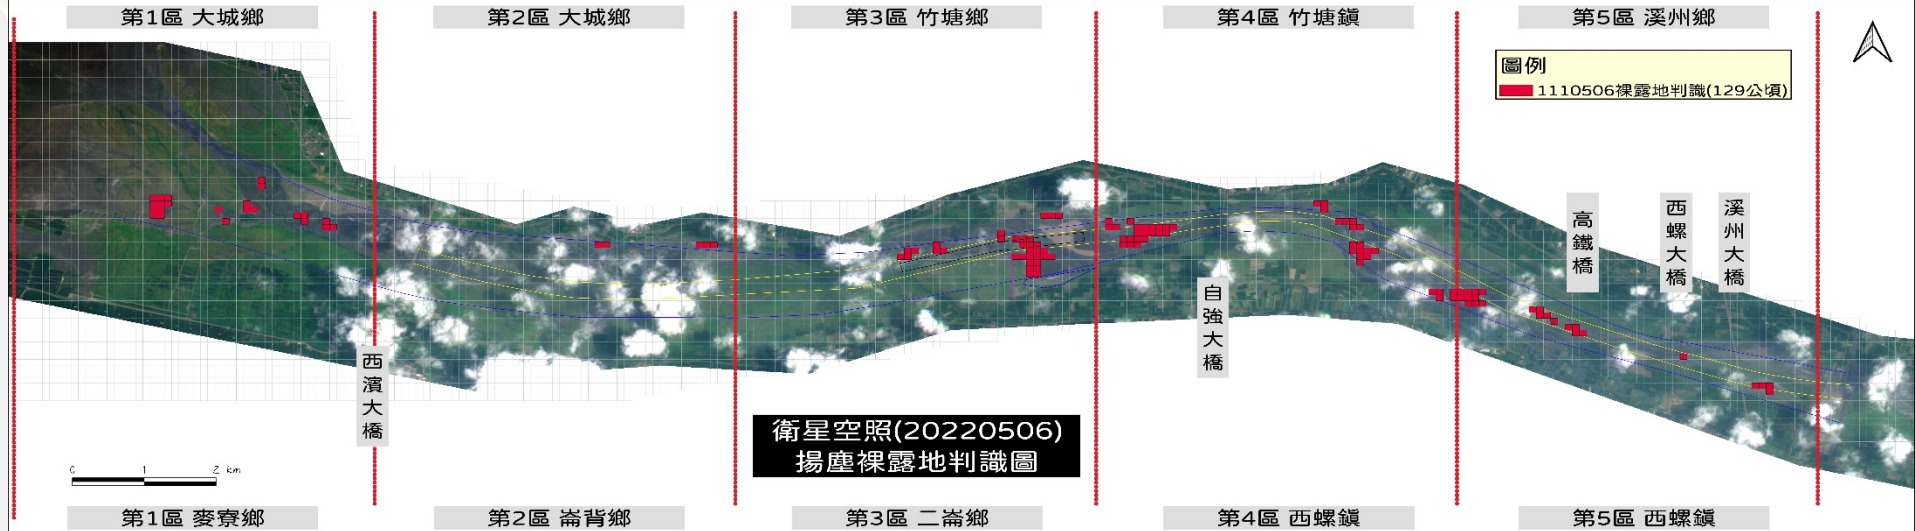 第1區 大城鄉
第2區 大城鄉
第3區 竹塘鄉
第4區 竹塘鎮
第5區 溪州鄉
圖例
1110506裸露地判識(129公頃)
高鐵橋
西螺大橋
溪州大橋
自強大橋
西濱大橋
衛星空照(20220506)
揚塵裸露地判識圖
0 1 2 km
第1區 麥寮鄉
第2區 崙背鄉
第3區 二崙鄉
第4區 西螺鎮
第5區 西螺鎮